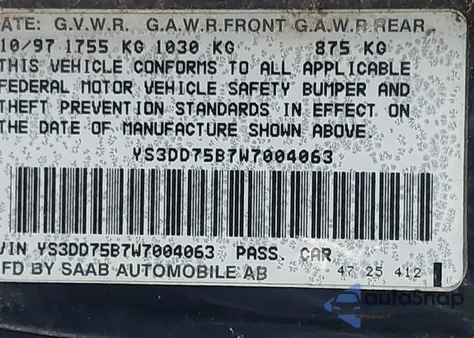 ATE: G.V.W.R. G.A.W.R.FRONT G.A.W.R.REAR
10/97 1755 KG 1030 KG 875 KG
THIS VEHICLE CONFORMS TO ALL APPLICABLE
FEDERAL MOTOR VEHICLE SAFETY BUMPER AND
THEFT PREVENTION STANDARDS IN EFFECT ON
THE DATE OF MANUFACTURE SHOWN ABOVE.
YS3DD75B7W7004063
VIN YS3DD75B7W7004063 PASS. CAR
MFD BY SAAB AUTOMOBILE AB 47 25 412
autoSnap